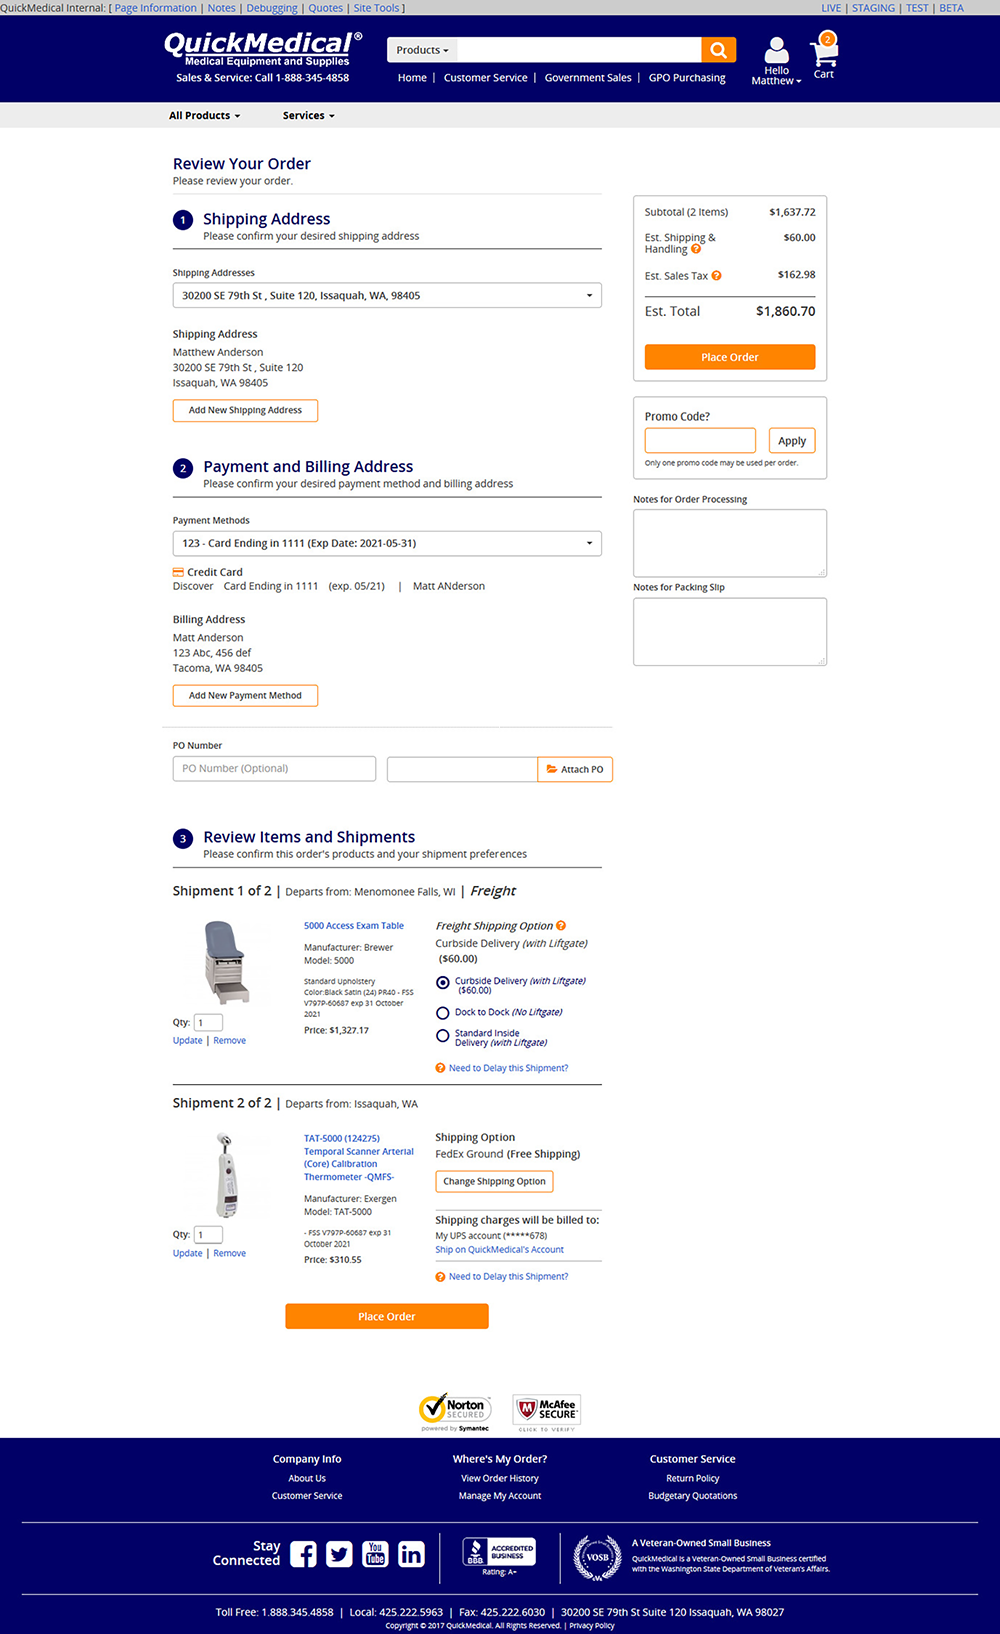 QuickMedical Internal: [ Page Information | Notes | Debugging | Quotes | Site Tools ]
LIVE | STAGING | TEST | BETA
QuickMedical®
Medical Equipment and Supplies
Sales & Service: Call 1-888-345-4858
Products
Home | Customer Service | Government Sales | GPO Purchasing
Hello
Matthew
2
Cart
All Products
Services
Review Your Order
Please review your order.
1 Shipping Address
Please confirm your desired shipping address
Shipping Addresses
30200 SE 79th St , Suite 120, Issaquah, WA, 98405
Shipping Address
Matthew Anderson
30200 SE 79th St , Suite 120
Issaquah, WA 98405
Add New Shipping Address
Subtotal (2 Items) $1,637.72
Est. Shipping &
Handling ? $60.00
Est. Sales Tax ? $162.98
Est. Total $1,860.70
Place Order
Promo Code?
Apply
Only one promo code may be used per order.
Notes for Order Processing
Notes for Packing Slip
2 Payment and Billing Address
Please confirm your desired payment method and billing address
Payment Methods
123 - Card Ending in 1111 (Exp Date: 2021-05-31)
Credit Card
Discover Card Ending in 1111 (exp. 05/21) | Matt ANderson
Billing Address
Matt Anderson
123 Abc, 456 def
Tacoma, WA 98405
Add New Payment Method
PO Number
PO Number (Optional)
Attach PO
3 Review Items and Shipments
Please confirm this order's products and your shipment preferences
Shipment 1 of 2 | Departs from: Menomonee Falls, WI | Freight
5000 Access Exam Table
Manufacturer: Brewer
Model: 5000
Standard Upholstery
Color:Black Satin (24) PR40 - FSS
V797P-60687 exp 31 October
2021
Price: $1,327.17
Qty: 1
Update | Remove
Freight Shipping Option ?
Curbside Delivery (with Liftgate)
($60.00)
Curbside Delivery (with Liftgate)
($60.00)
Dock to Dock (No Liftgate)
Standard Inside
Delivery (with Liftgate)
? Need to Delay this Shipment?
Shipment 2 of 2 | Departs from: Issaquah, WA
TAT-5000 (124275)
Temporal Scanner Arterial
(Core) Calibration
Thermometer -QMFS-
Manufacturer: Exergen
Model: TAT-5000
- FSS V797P-60687 exp 31
October 2021
Price: $310.55
Qty: 1
Update | Remove
Shipping Option
FedEx Ground (Free Shipping)
Change Shipping Option
Shipping charges will be billed to:
My UPS account (*****678)
Ship on QuickMedical's Account
? Need to Delay this Shipment?
Place Order
Norton
SECURED
powered by Symantec
McAfee
SECURE
CLICK TO VERIFY
Company Info
About Us
Customer Service
Where's My Order?
View Order History
Manage My Account
Customer Service
Return Policy
Budgetary Quotations
Stay
Connected
You
Tube
in
BBB.
ACCREDITED
BUSINESS
Rating: A+
VOSB
A Veteran-Owned Small Business
QuickMedical is a Veteran-Owned Small Business certified
with the Washington State Department of Veteran's Affairs.
Toll Free: 1.888.345.4858 | Local: 425.222.5963 | Fax: 425.222.6030 | 30200 SE 79th St Suite 120 Issaquah, WA 98027
Copyright © 2017 QuickMedical. All Rights Reserved. | Privacy Policy